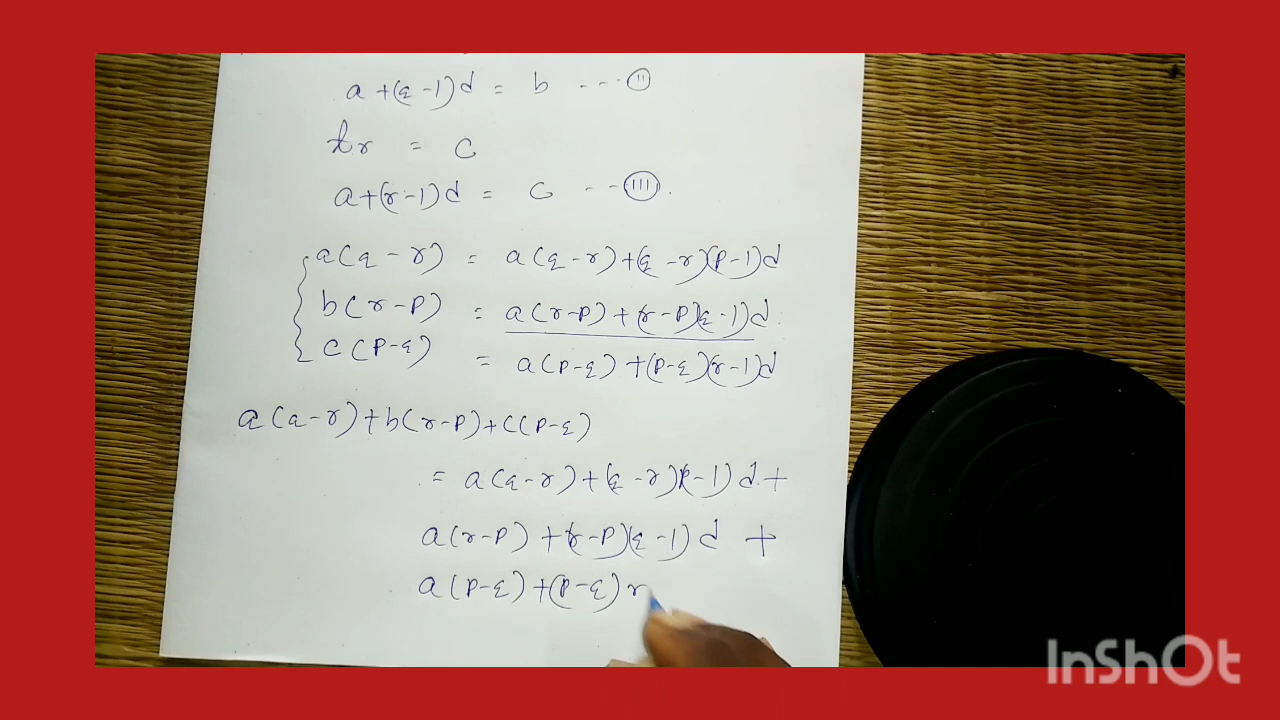 a+(q-1)d = b ---(II)
tr = c
a+(r-1)d = c --(III).
a(q-r) = a(q-r)+(q-r)(p-1)d
b(r-p) = a(r-p)+(r-p)(q-1)d.
c(p-q) = a(p-q)+(p-q)(r-1)d
a(q-r)+b(r-p)+c(p-q)
= a(q-r)+(q-r)(p-1)d+
a(r-p)+(r-p)(q-1)d +
a(p-q)+(p-q)r
InShOt